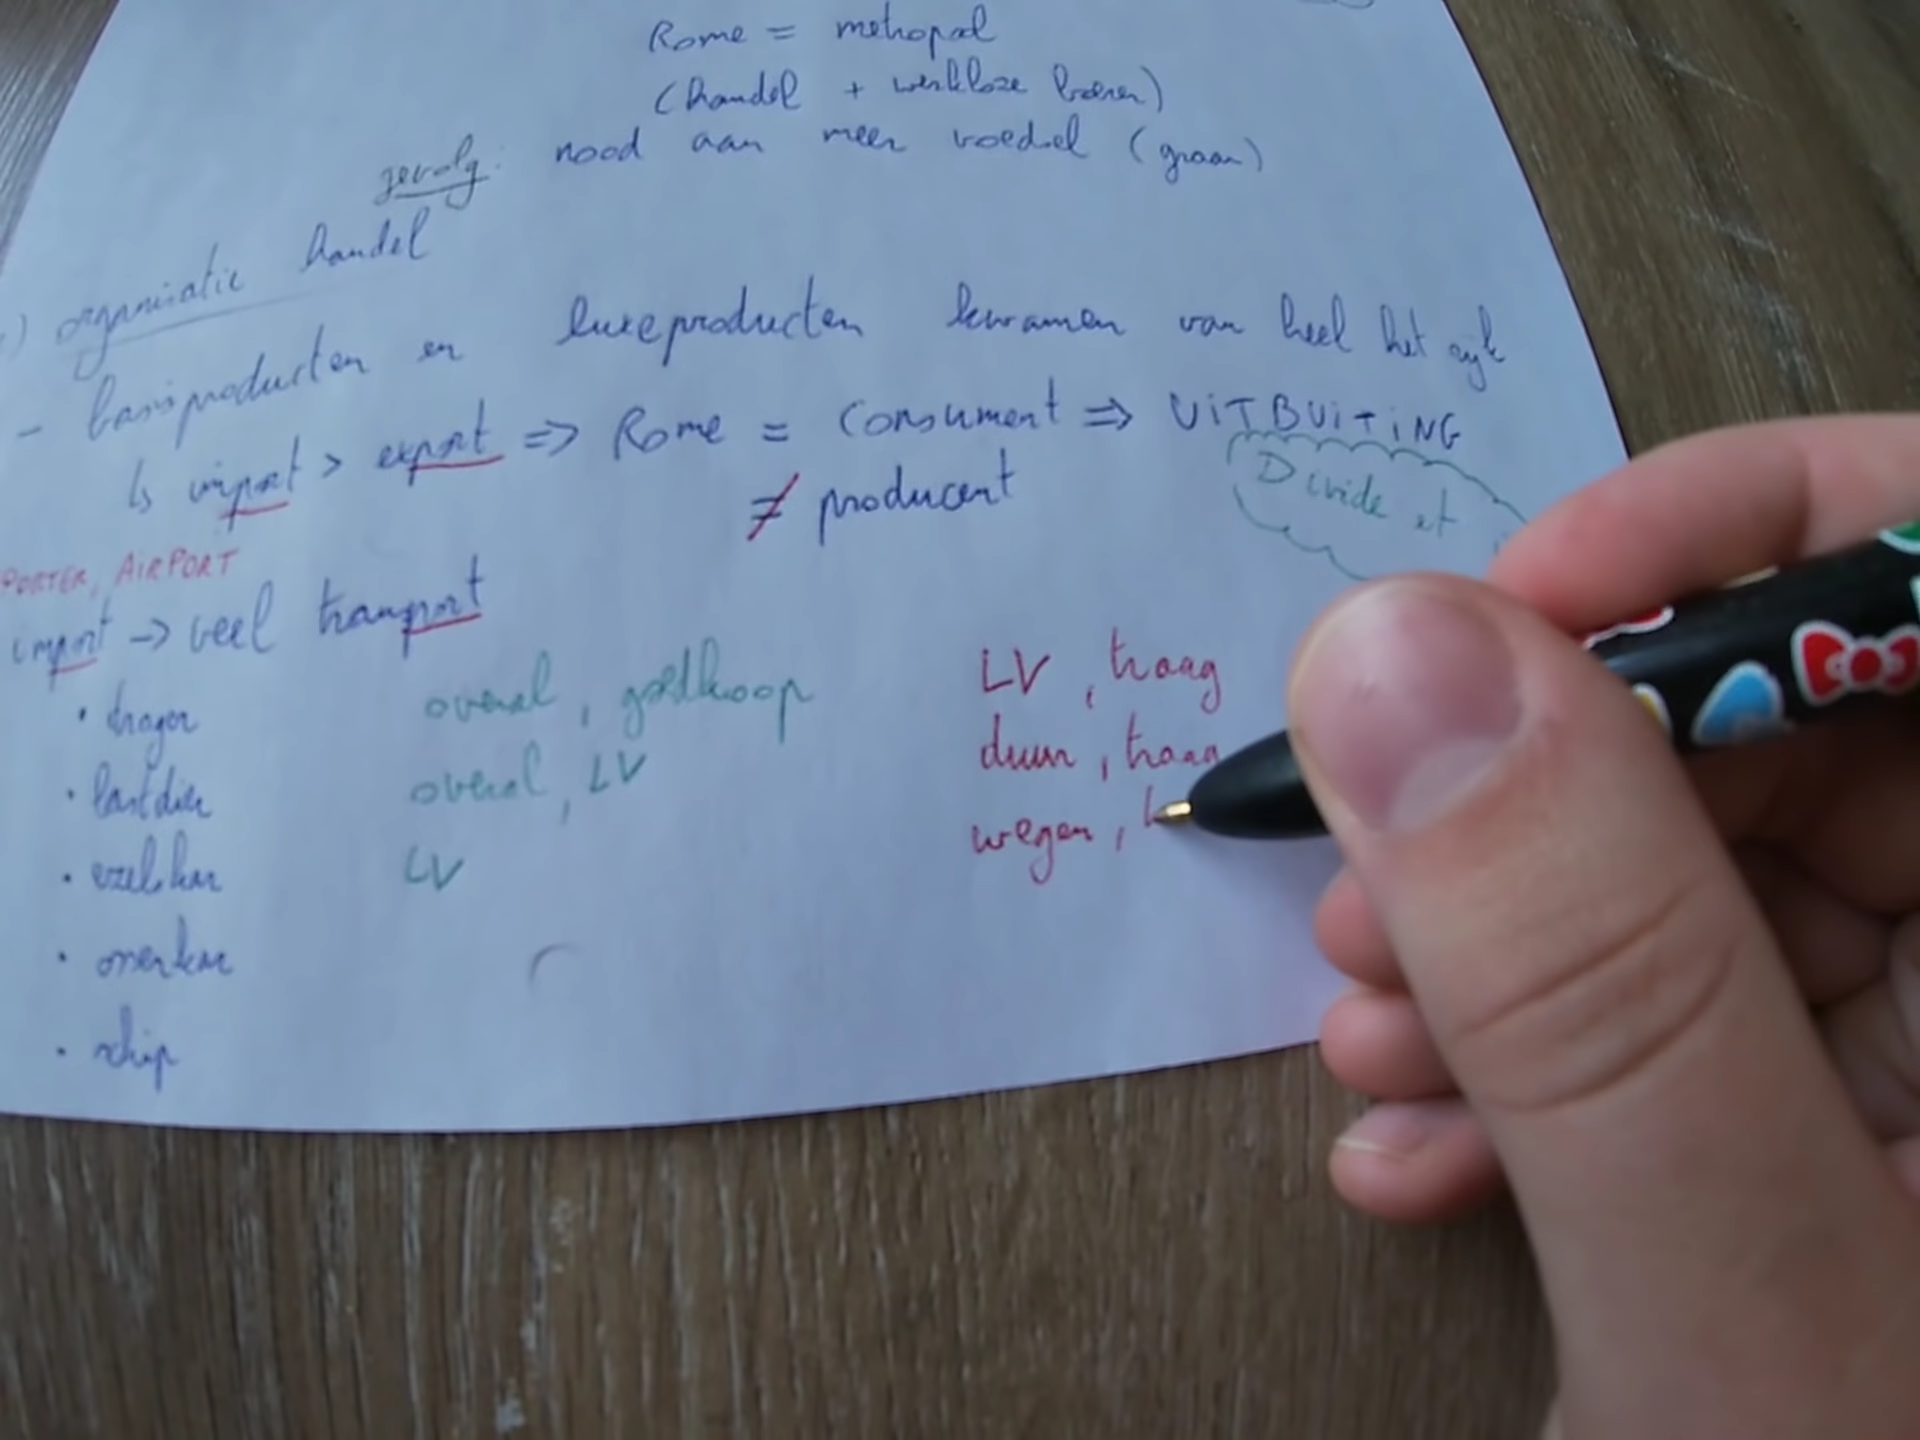 Rome = metropool
(handel + werkloze boeren)
gevolg: nood aan meer voedsel (graan)
) organisatie handel
- basisproducten en luxeproducten kwamen van heel het rijk
↳ import > export => Rome = consument => UITBUITING
≠ producent
Divide et
PORTER, AIRPORT
import -> veel transport
• drager overal, goedkoop LV, traag
• lastdier overal, LV duur, traag
• ezelskar LV wegen,
• ossenkar
• schip